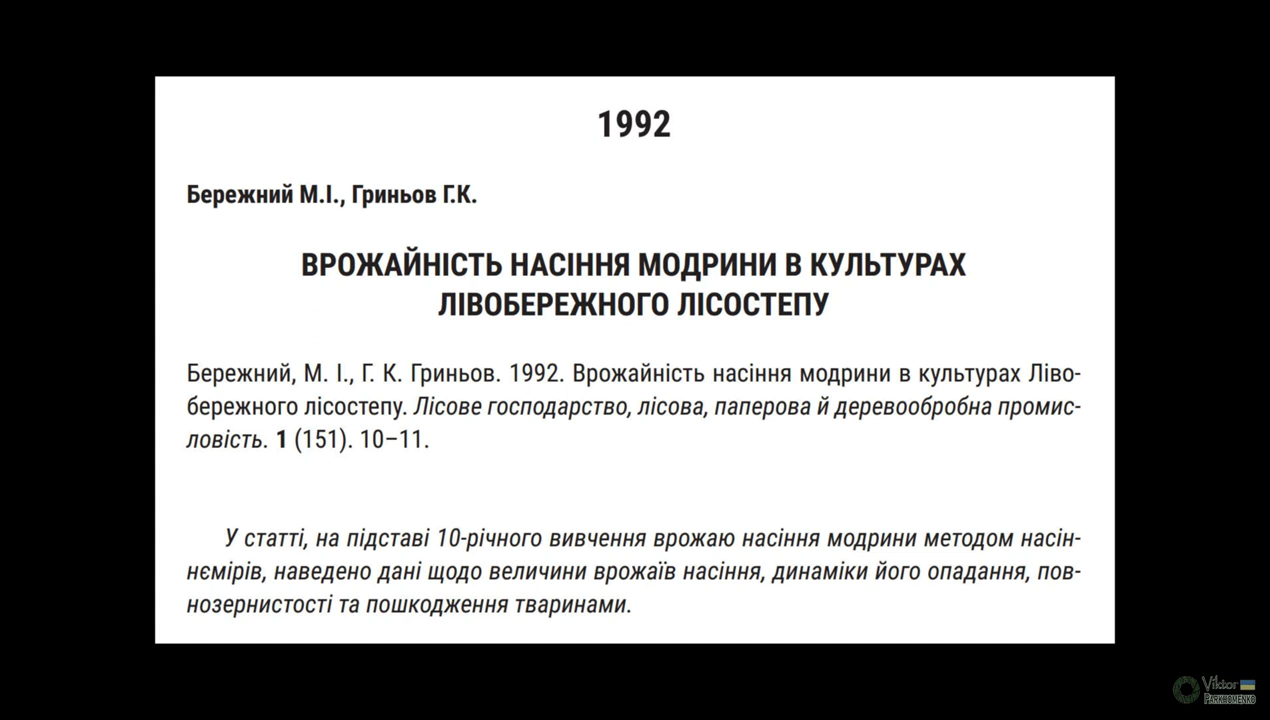 1992
Бережний М.І., Гриньов Г.К.
ВРОЖАЙНІСТЬ НАСІННЯ МОДРИНИ В КУЛЬТУРАХ
ЛІВОБЕРЕЖНОГО ЛІСОСТЕПУ
Бережний, М. І., Г. К. Гриньов. 1992. Врожайність насіння модрини в культурах Ліво-
бережного лісостепу. Лісове господарство, лісова, паперова й деревообробна промис-
ловість. 1 (151). 10–11.
У статті, на підставі 10-річного вивчення врожаю насіння модрини методом насін-
нємірів, наведено дані щодо величини врожаїв насіння, динаміки його опадання, пов-
нозернистості та пошкодження тваринами.
Viktor
PARKHOMENKO